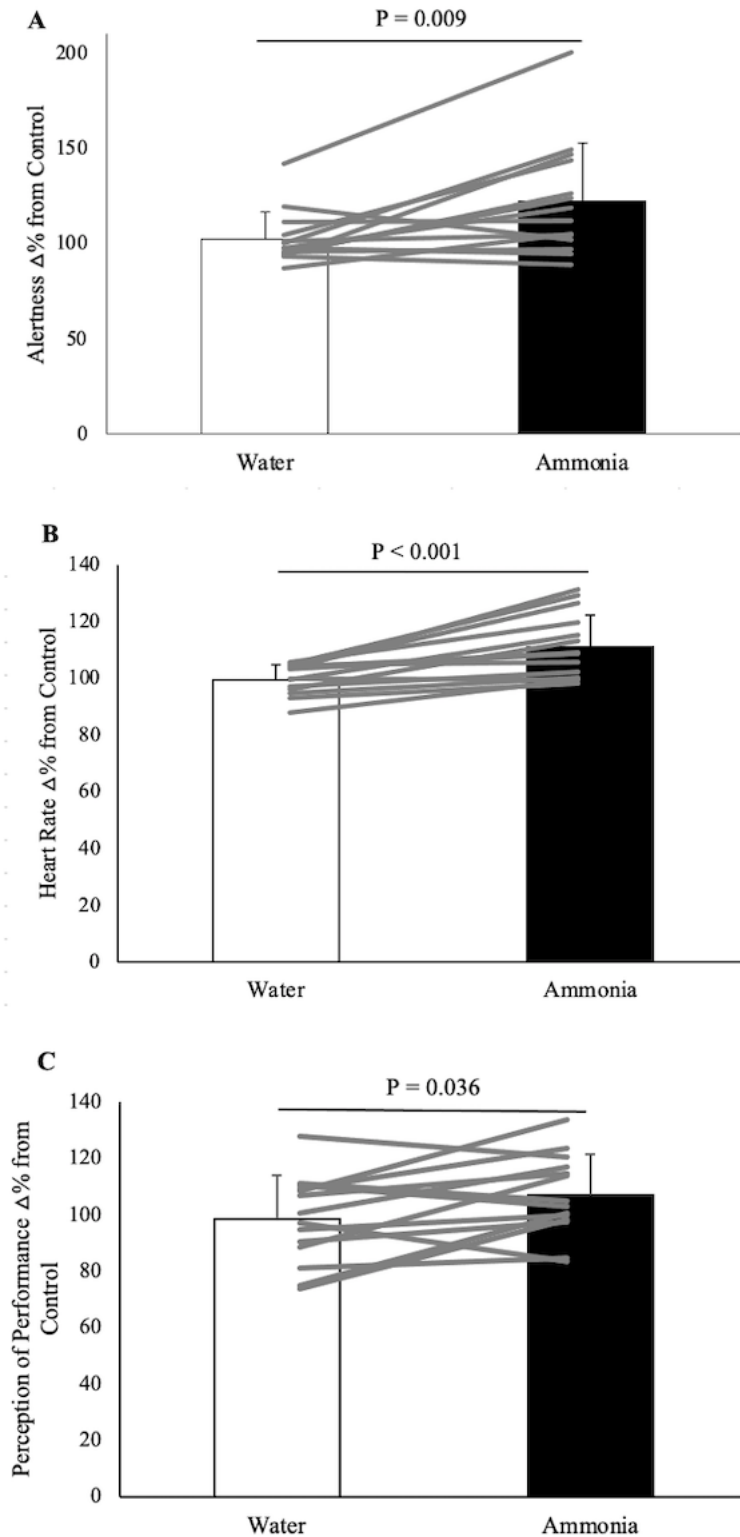 A
P = 0.009
Alertness Δ% from Control
200
150
100
50
0
Water Ammonia
B
P < 0.001
Heart Rate Δ% from Control
140
120
100
80
60
40
20
0
Water Ammonia
C
P = 0.036
Perception of Performance Δ% from
Control
140
120
100
80
60
40
20
0
Water Ammonia